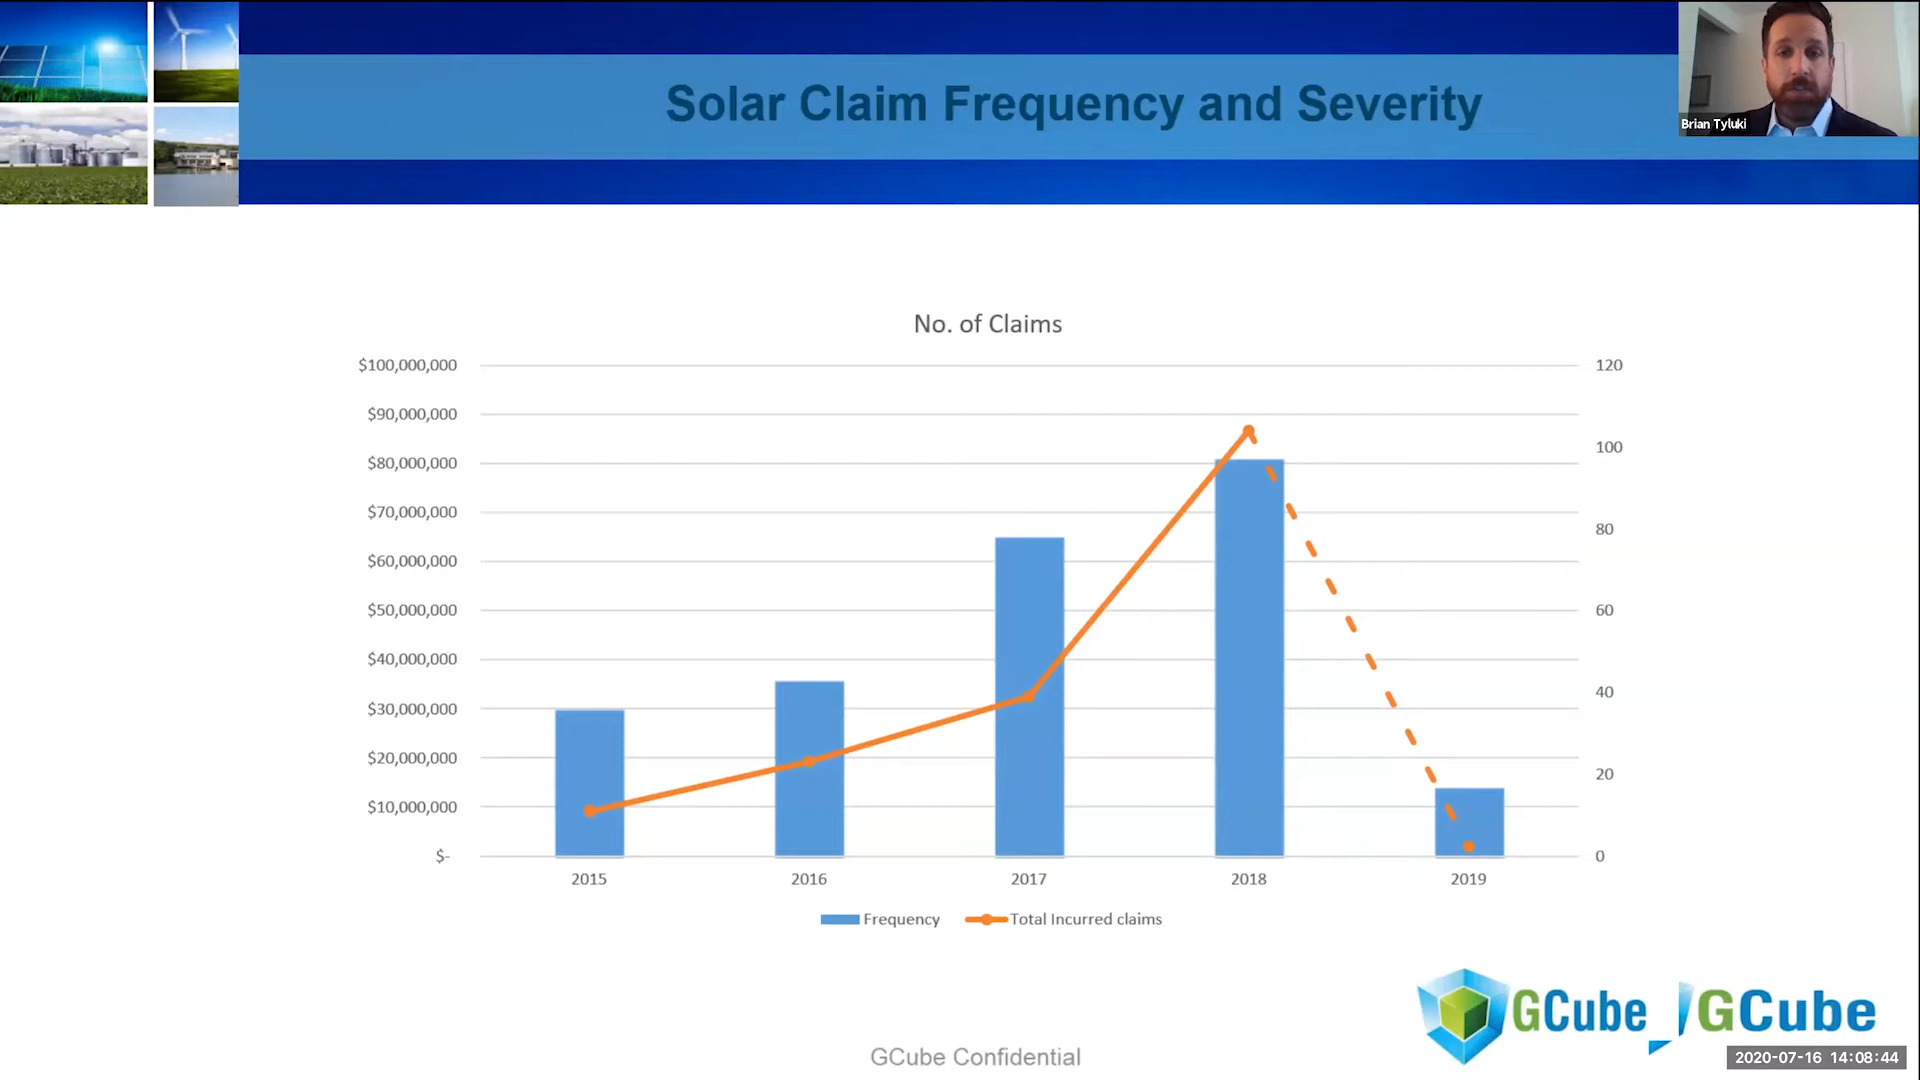 Solar Claim Frequency and Severity
Brian Tyluki
No. of Claims
$100,000,000
$90,000,000
$80,000,000
$70,000,000
$60,000,000
$50,000,000
$40,000,000
$30,000,000
$20,000,000
$10,000,000
$-
120
100
80
60
40
20
0
2015 2016 2017 2018 2019
Frequency Total Incurred claims
GCube GCube
GCube Confidential
2020-07-16 14:08:44